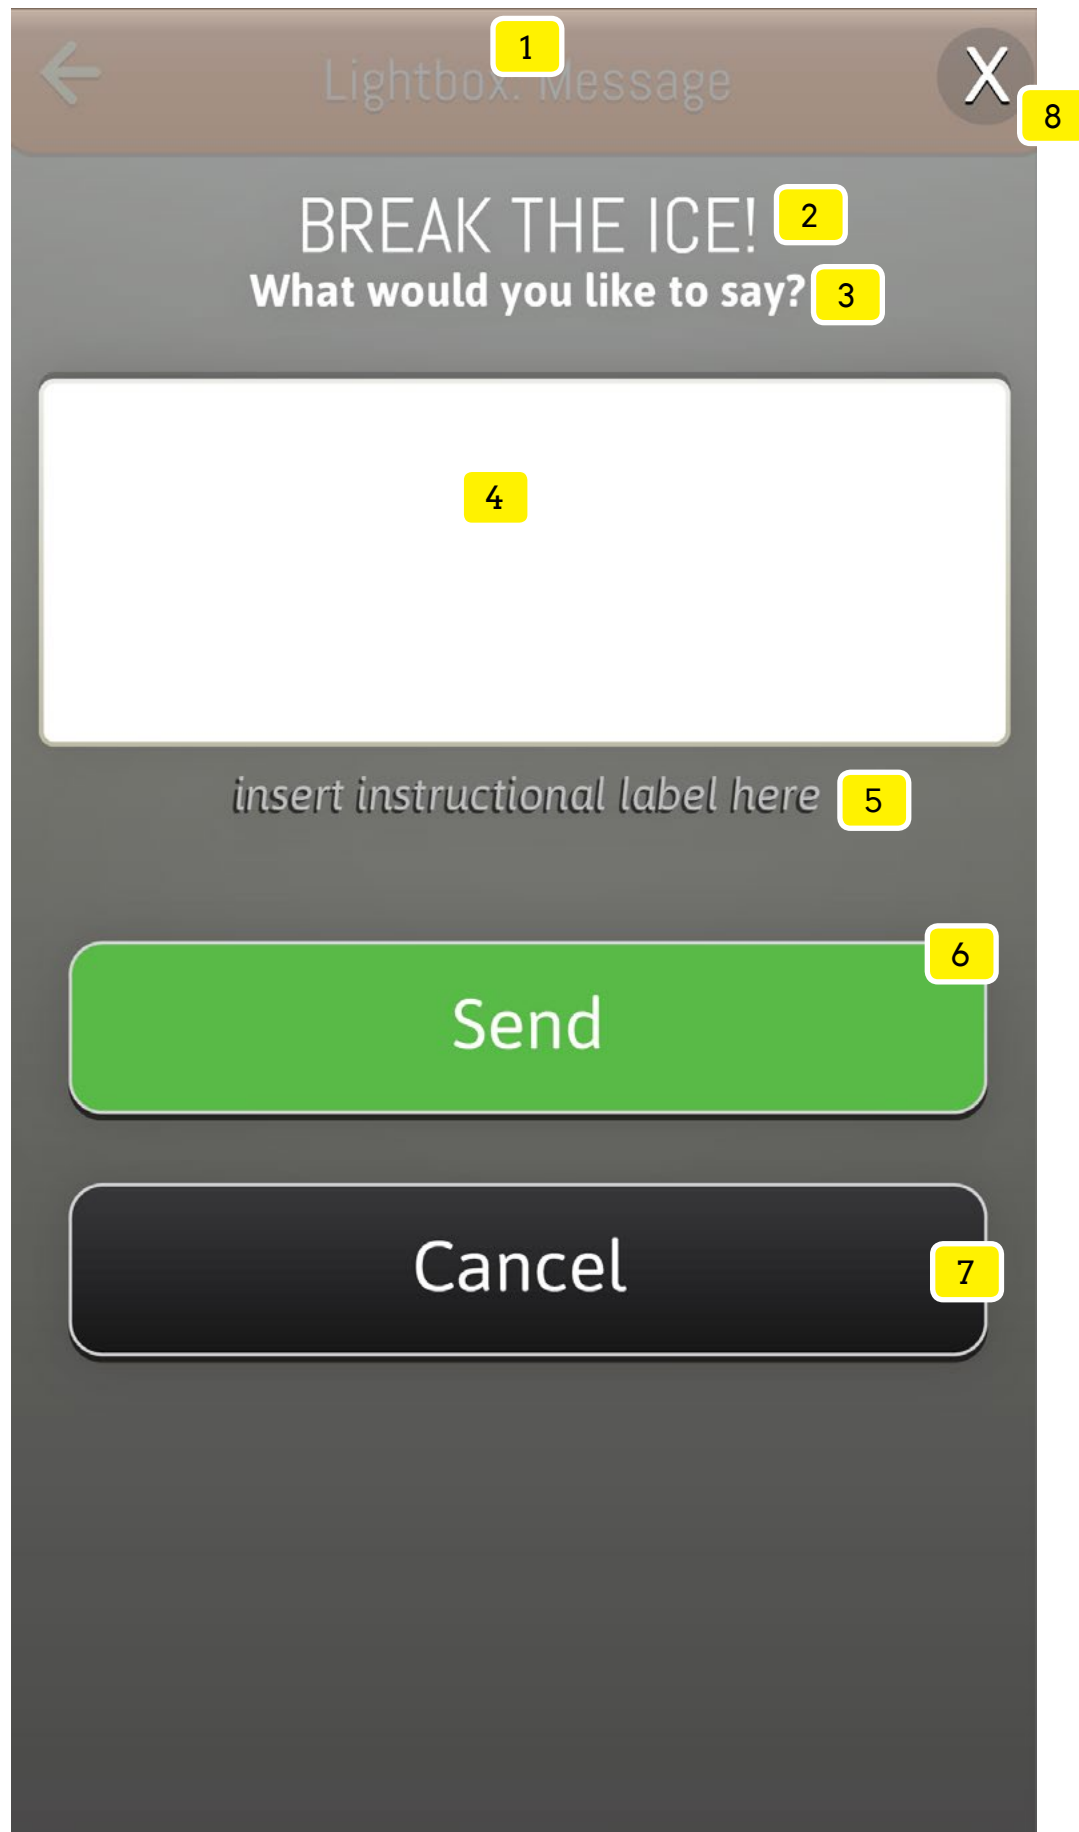 1
Lightbox: Message
X
8
BREAK THE ICE!
2
What would you like to say?
3
4
insert instructional label here
5
6
Send
Cancel
7